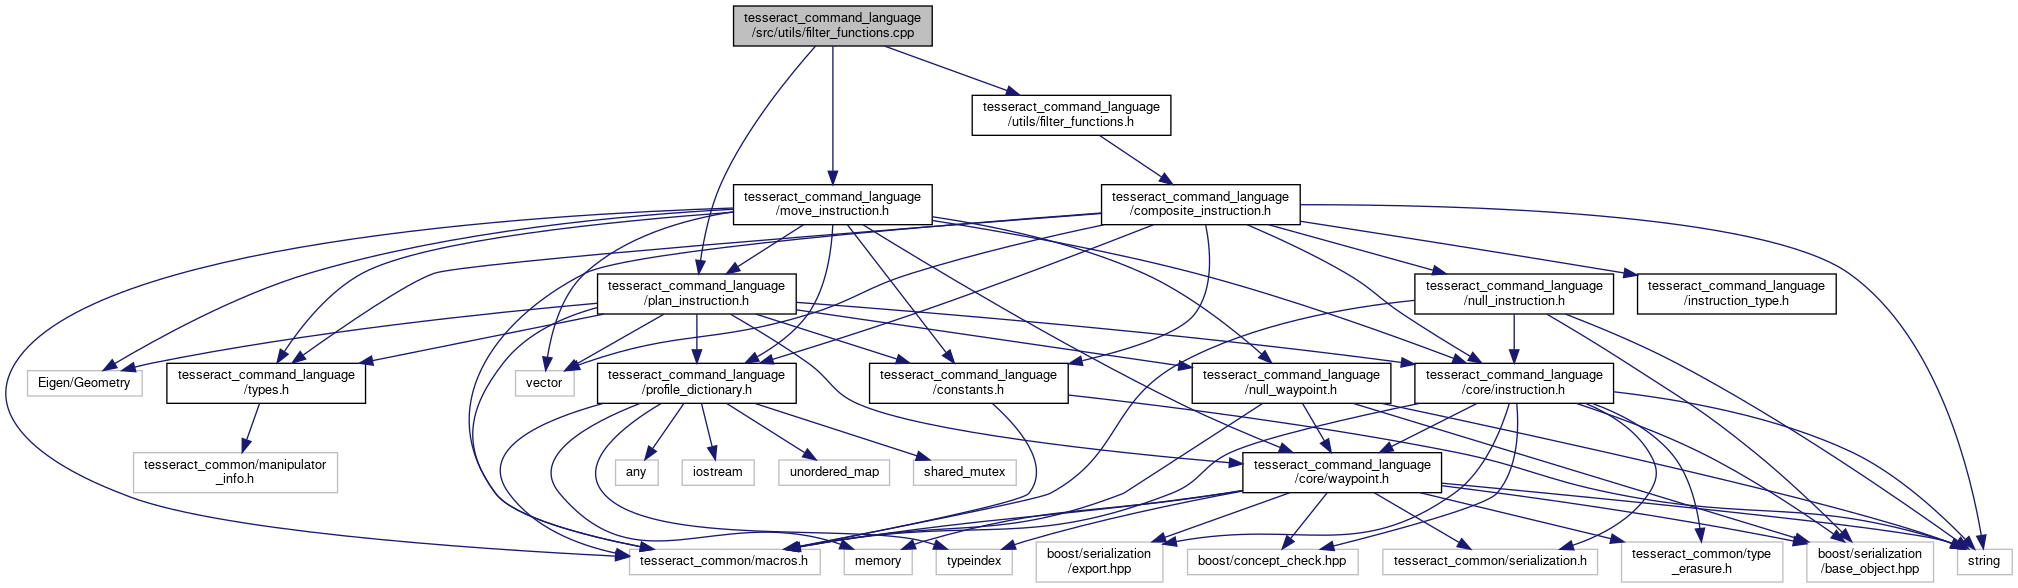 tesseract_command_language
/src/utils/filter_functions.cpp
tesseract_command_language
/utils/filter_functions.h
tesseract_command_language
/move_instruction.h
tesseract_command_language
/composite_instruction.h
tesseract_command_language
/plan_instruction.h
tesseract_command_language
/null_instruction.h
tesseract_command_language
/instruction_type.h
Eigen/Geometry
tesseract_command_language
/types.h
vector
tesseract_command_language
/profile_dictionary.h
tesseract_command_language
/constants.h
tesseract_command_language
/null_waypoint.h
tesseract_command_language
/core/instruction.h
tesseract_common/manipulator
_info.h
any
iostream
unordered_map
shared_mutex
tesseract_command_language
/core/waypoint.h
tesseract_common/macros.h
memory
typeindex
boost/serialization
/export.hpp
boost/concept_check.hpp
tesseract_common/serialization.h
tesseract_common/type
_erasure.h
boost/serialization
/base_object.hpp
string